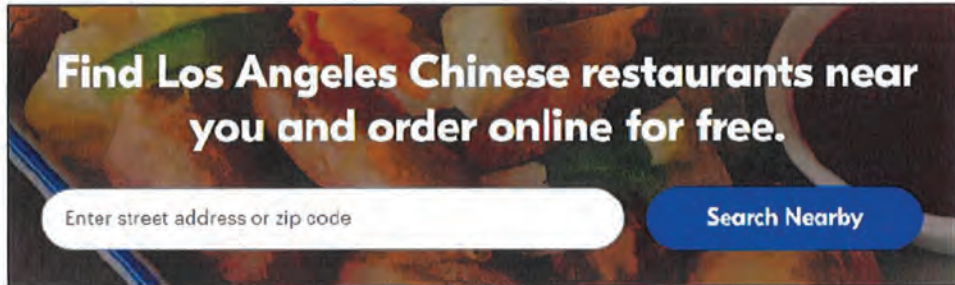 Find Los Angeles Chinese restaurants near
you and order online for free.
Enter street address or zip code
Search Nearby